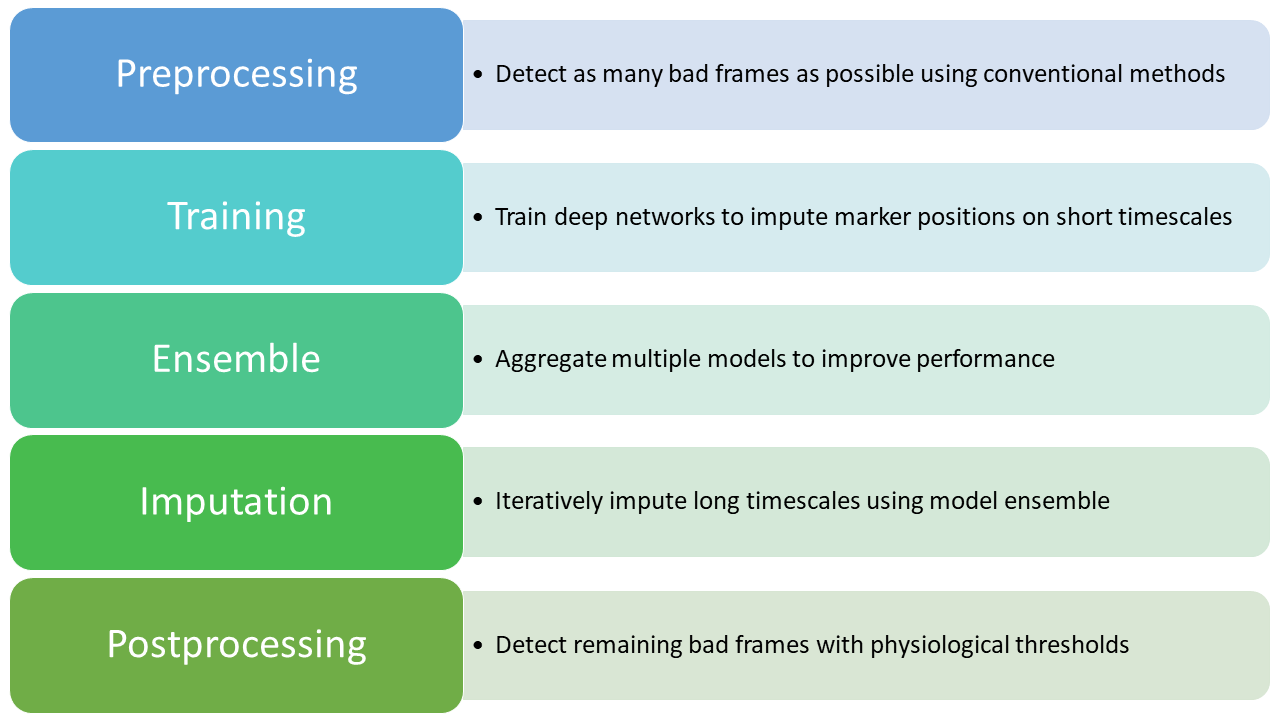 Preprocessing
• Detect as many bad frames as possible using conventional methods
Training
• Train deep networks to impute marker positions on short timescales
Ensemble
• Aggregate multiple models to improve performance
Imputation
• Iteratively impute long timescales using model ensemble
Postprocessing
• Detect remaining bad frames with physiological thresholds